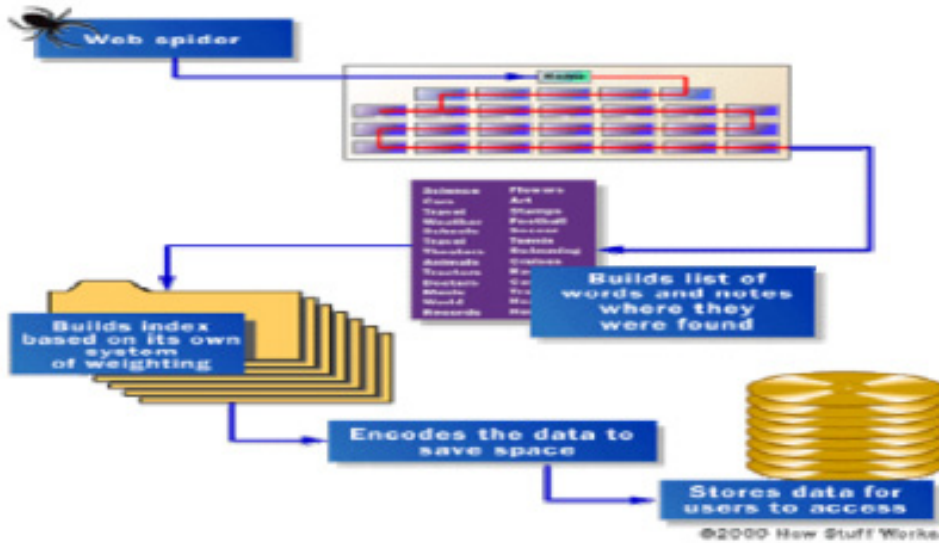 Web spider
Science Flowers
Cars Art
Travel Stamps
Weather Football
Schools Soccer
Travel Tennis
Theaters Swimming
Animals Cruises
Tractors
Doctors
Music
World
Records
Builds list of
words and notes
where they
were found
Builds index
based on its own
system
of weighting
Encodes the data to
save space
Stores data for
users to access
©2000 How Stuff Works